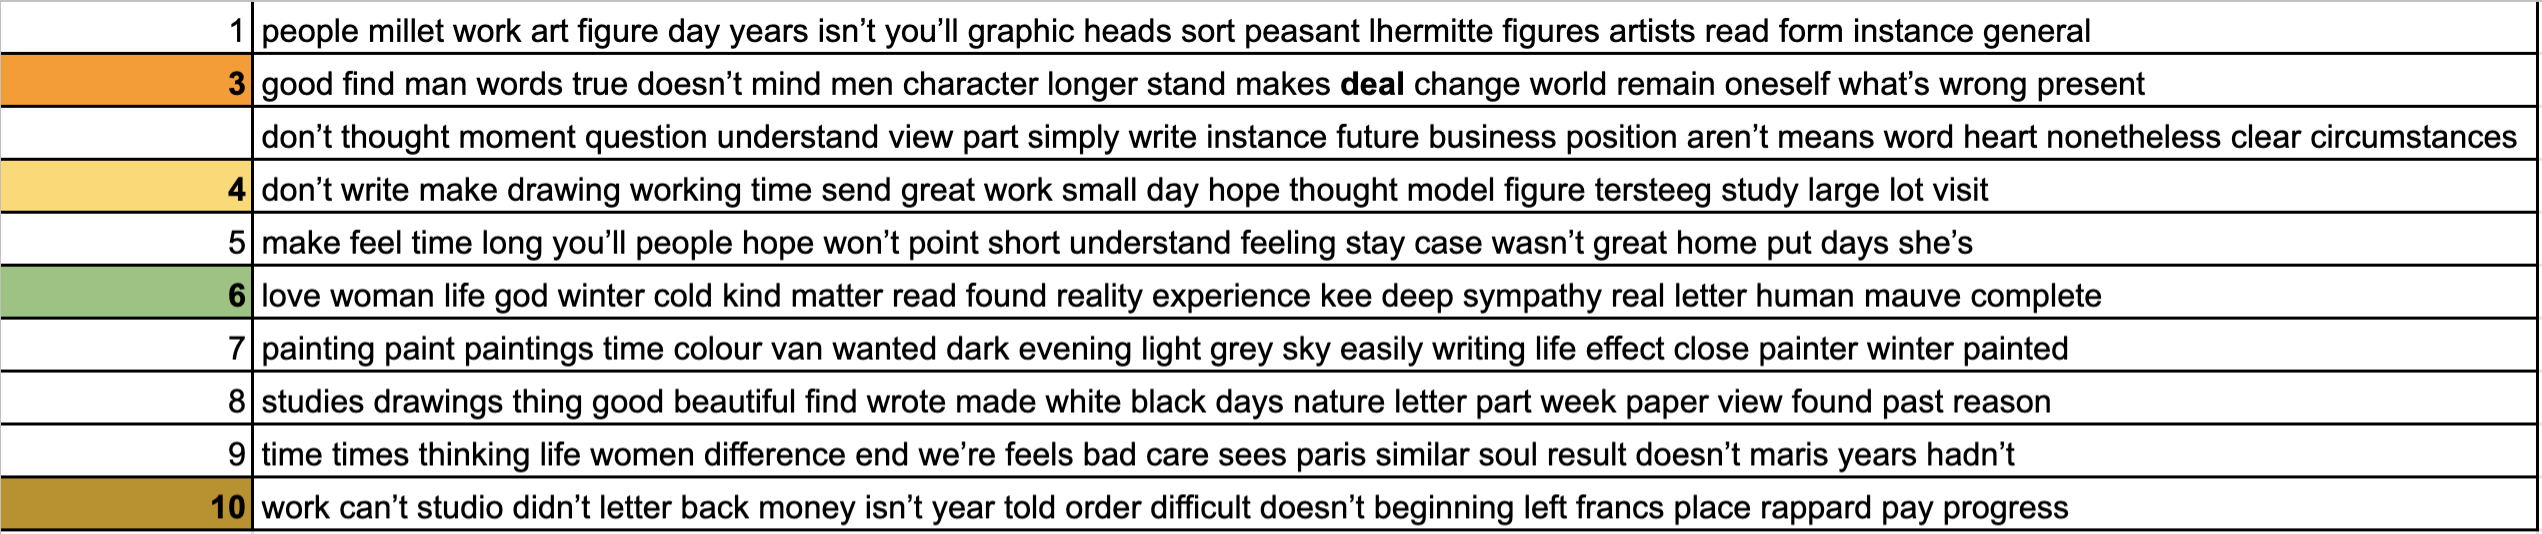 1 people millet work art figure day years isn’t you’ll graphic heads sort peasant lhermitte figures artists read form instance general
3 good find man words true doesn’t mind men character longer stand makes deal change world remain oneself what’s wrong present
don’t thought moment question understand view part simply write instance future business position aren’t means word heart nonetheless clear circumstances
4 don’t write make drawing working time send great work small day hope thought model figure tersteeg study large lot visit
5 make feel time long you’ll people hope won’t point short understand feeling stay case wasn’t great home put days she’s
6 love woman life god winter cold kind matter read found reality experience kee deep sympathy real letter human mauve complete
7 painting paint paintings time colour van wanted dark evening light grey sky easily writing life effect close painter winter painted
8 studies drawings thing good beautiful find wrote made white black days nature letter part week paper view found past reason
9 time times thinking life women difference end we’re feels bad care sees paris similar soul result doesn’t maris years hadn’t
10 work can’t studio didn’t letter back money isn’t year told order difficult doesn’t beginning left francs place rappard pay progress